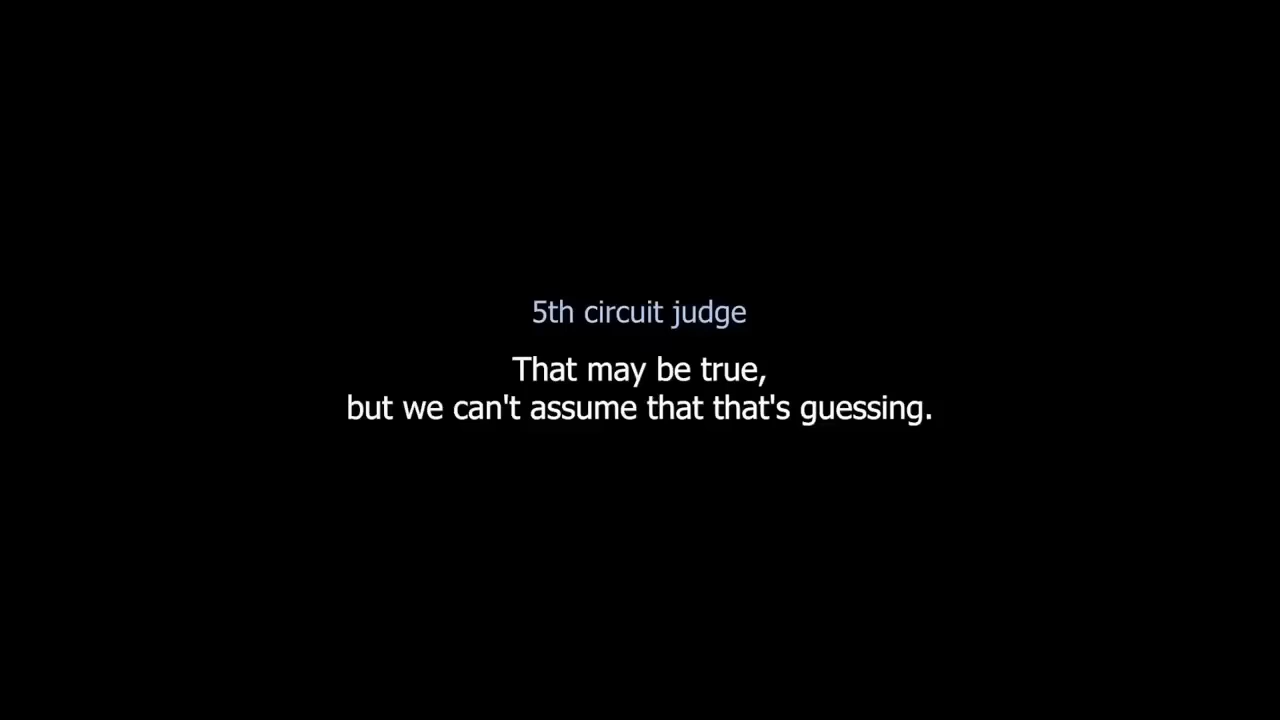 5th circuit judge
That may be true,
but we can't assume that that's guessing.